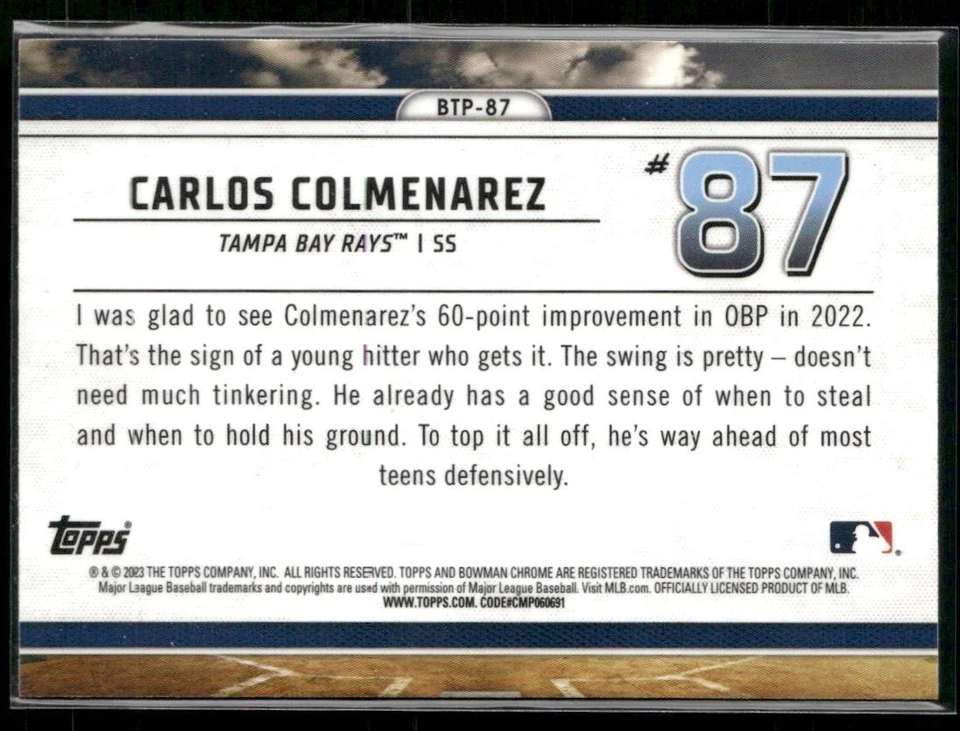 BTP-87
CARLOS COLMENAREZ
#87
TAMPA BAY RAYS™ | SS
I was glad to see Colmenarez's 60-point improvement in OBP in 2022.
That's the sign of a young hitter who gets it. The swing is pretty – doesn't
need much tinkering. He already has a good sense of when to steal
and when to hold his ground. To top it all off, he's way ahead of most
teens defensively.
Topps®
® & © 2023 THE TOPPS COMPANY, INC. ALL RIGHTS RESERVED. TOPPS AND BOWMAN CHROME ARE REGISTERED TRADEMARKS OF THE TOPPS COMPANY, INC.
Major League Baseball trademarks and copyrights are used with permission of Major League Baseball. Visit MLB.com. OFFICIALLY LICENSED PRODUCT OF MLB.
WWW.TOPPS.COM. CODE#CMP060691